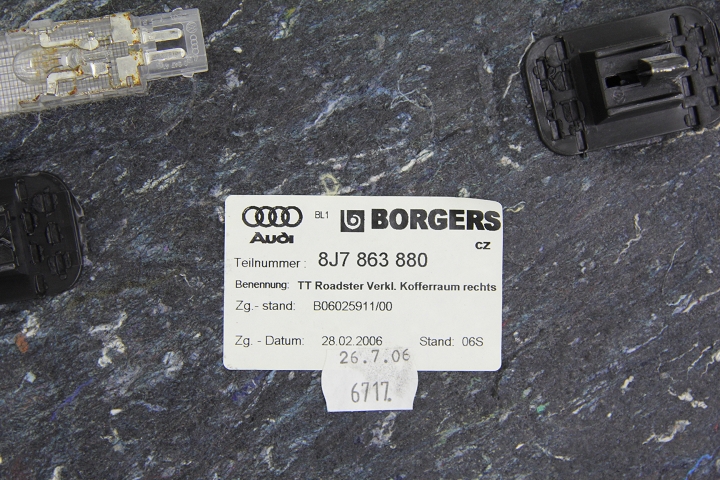 BL1 BORGERS
Audi CZ
Teilnummer : 8J7 863 880
Benennung: TT Roadster Verkl. Kofferraum rechts
Zg.- stand: B06025911/00
Zg. - Datum: 28.02.2006 Stand: 06S
26.7.06
6717.